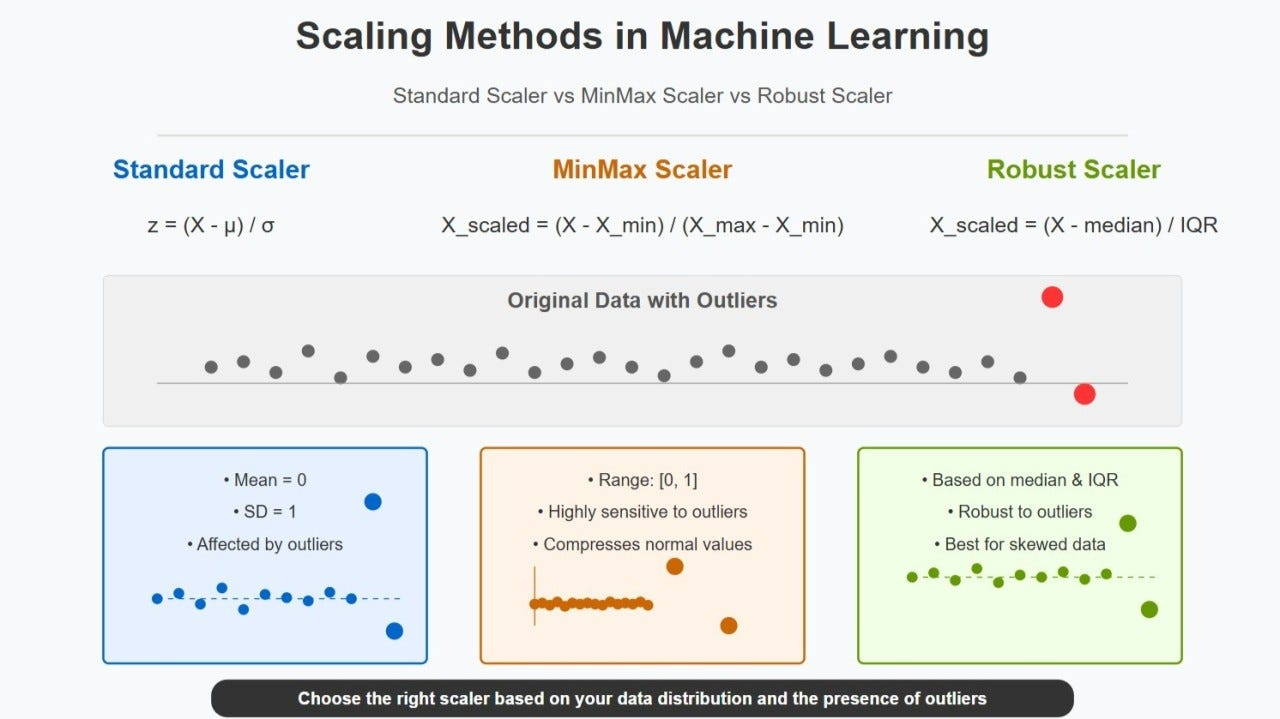 Scaling Methods in Machine Learning
Standard Scaler vs MinMax Scaler vs Robust Scaler
Standard Scaler
z = (X - μ) / σ
MinMax Scaler
X_scaled = (X - X_min) / (X_max - X_min)
Robust Scaler
X_scaled = (X - median) / IQR
Original Data with Outliers
• Mean = 0
• SD = 1
• Affected by outliers
• Range: [0, 1]
• Highly sensitive to outliers
• Compresses normal values
• Based on median & IQR
• Robust to outliers
• Best for skewed data
Choose the right scaler based on your data distribution and the presence of outliers